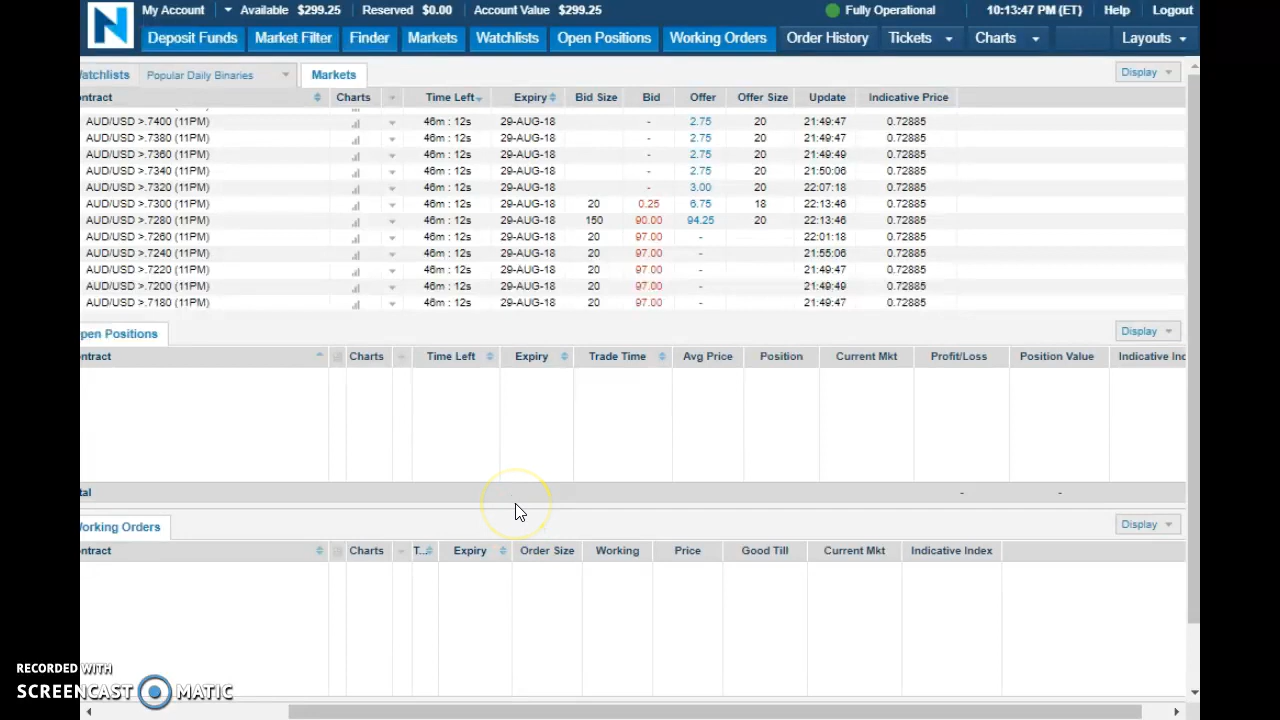 N My Account Available $299.25 Reserved $0.00 Account Value $299.25 Fully Operational 10:13:47 PM (ET) Help Logout
Deposit Funds Market Filter Finder Markets Watchlists Open Positions Working Orders Order History Tickets Charts Layouts
atchlists Popular Daily Binaries Markets Display
ontract Charts Time Left Expiry Bid Size Bid Offer Offer Size Update Indicative Price
AUD/USD >.7400 (11PM) 46m : 12s 29-AUG-18 - 2.75 20 21:49:47 0.72885
AUD/USD >.7380 (11PM) 46m : 12s 29-AUG-18 - 2.75 20 21:49:47 0.72885
AUD/USD >.7360 (11PM) 46m : 12s 29-AUG-18 - 2.75 20 21:49:49 0.72885
AUD/USD >.7340 (11PM) 46m : 12s 29-AUG-18 - 2.75 20 21:50:06 0.72885
AUD/USD >.7320 (11PM) 46m : 12s 29-AUG-18 - 3.00 20 22:07:18 0.72885
AUD/USD >.7300 (11PM) 46m : 12s 29-AUG-18 20 0.25 6.75 18 22:13:46 0.72885
AUD/USD >.7280 (11PM) 46m : 12s 29-AUG-18 150 90.00 94.25 20 22:13:46 0.72885
AUD/USD >.7260 (11PM) 46m : 12s 29-AUG-18 20 97.00 - 22:01:18 0.72885
AUD/USD >.7240 (11PM) 46m : 12s 29-AUG-18 20 97.00 - 21:55:06 0.72885
AUD/USD >.7220 (11PM) 46m : 12s 29-AUG-18 20 97.00 - 21:49:47 0.72885
AUD/USD >.7200 (11PM) 46m : 12s 29-AUG-18 20 97.00 - 21:49:47 0.72885
AUD/USD >.7180 (11PM) 46m : 12s 29-AUG-18 20 97.00 - 21:49:47 0.72885
pen Positions Display
ontract Charts Time Left Expiry Trade Time Avg Price Position Current Mkt Profit/Loss Position Value Indicative Ind
tal - -
Working Orders Display
ontract Charts T... Expiry Order Size Working Price Good Till Current Mkt Indicative Index
RECORDED WITH
SCREENCAST MATIC